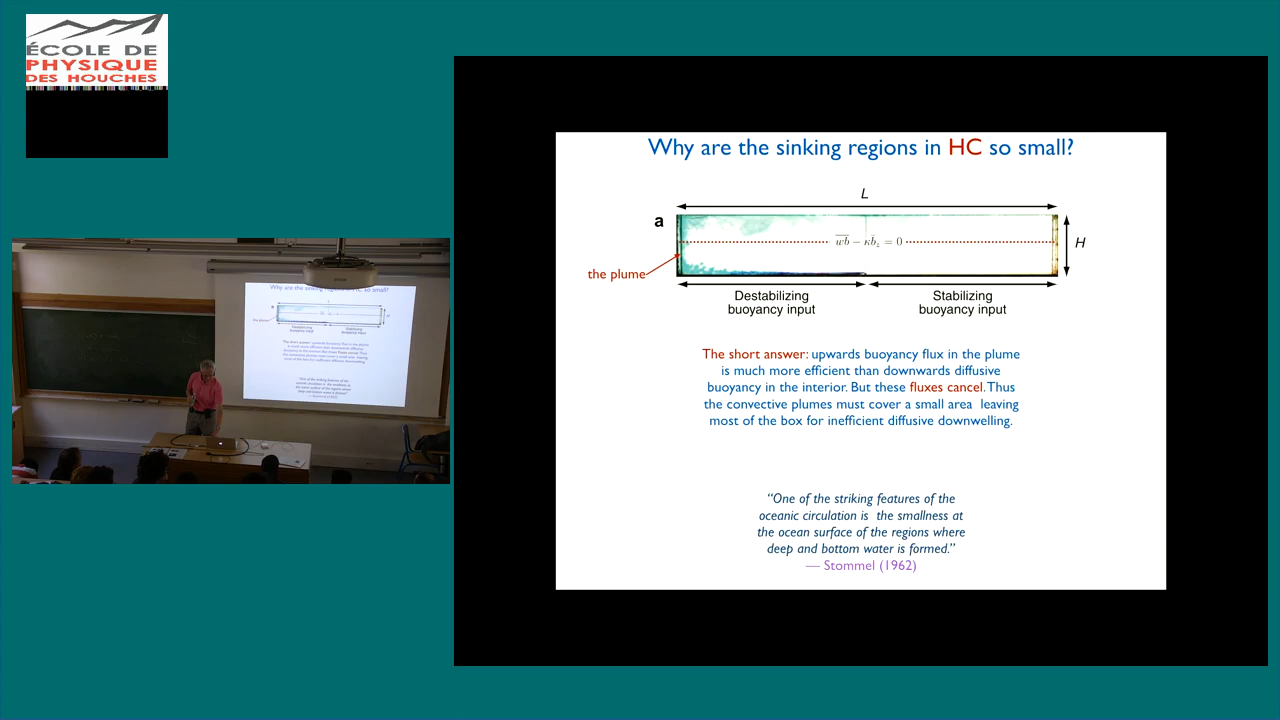 ÉCOLE DE
PHYSIQUE
DES HOUCHES
Why are the sinking regions in HC so small?
L
a
w̅b̅ − κb̅z = 0
H
the plume
Destabilizing
buoyancy input
Stabilizing
buoyancy input
The short answer: upwards buoyancy flux in the plume
is much more efficient than downwards diffusive
buoyancy in the interior. But these fluxes cancel. Thus
the convective plumes must cover a small area leaving
most of the box for inefficient diffusive downwelling.
“One of the striking features of the
oceanic circulation is the smallness at
the ocean surface of the regions where
deep and bottom water is formed.”
— Stommel (1962)